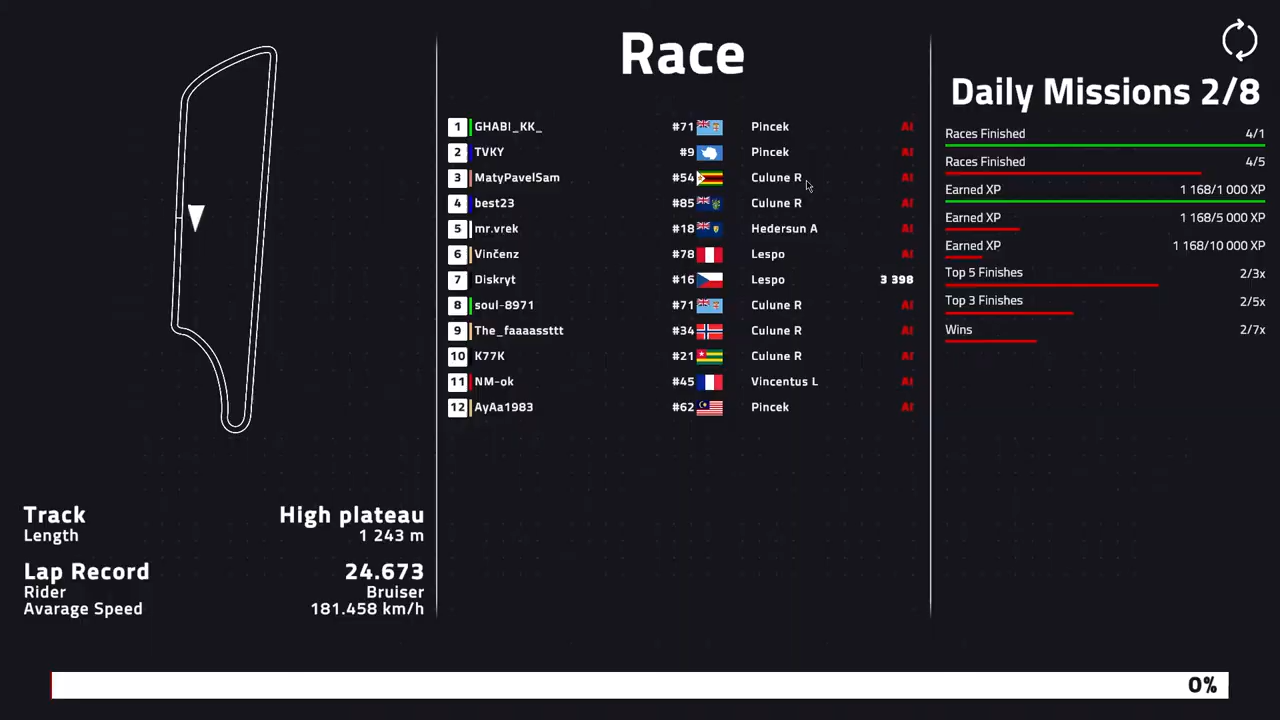 Race
1 GHABI_KK_ #71 Pincek AI
2 TVKY #9 Pincek AI
3 MatyPavelSam #54 Culune R AI
4 best23 #85 Culune R AI
5 mr.vrek #18 Hedersun A AI
6 Vinčenz #78 Lespo AI
7 Diskryt #16 Lespo 3 398
8 soul-8971 #71 Culune R AI
9 The_faaaassttt #34 Culune R AI
10 K77K #21 Culune R AI
11 NM-ok #45 Vincentus L AI
12 AyAa1983 #62 Pincek AI
Daily Missions 2/8
Races Finished 4/1
Races Finished 4/5
Earned XP 1 168/1 000 XP
Earned XP 1 168/5 000 XP
Earned XP 1 168/10 000 XP
Top 5 Finishes 2/3x
Top 3 Finishes 2/5x
Wins 2/7x
Track High plateau
Length 1 243 m
Lap Record 24.673
Rider Bruiser
Avarage Speed 181.458 km/h
0%